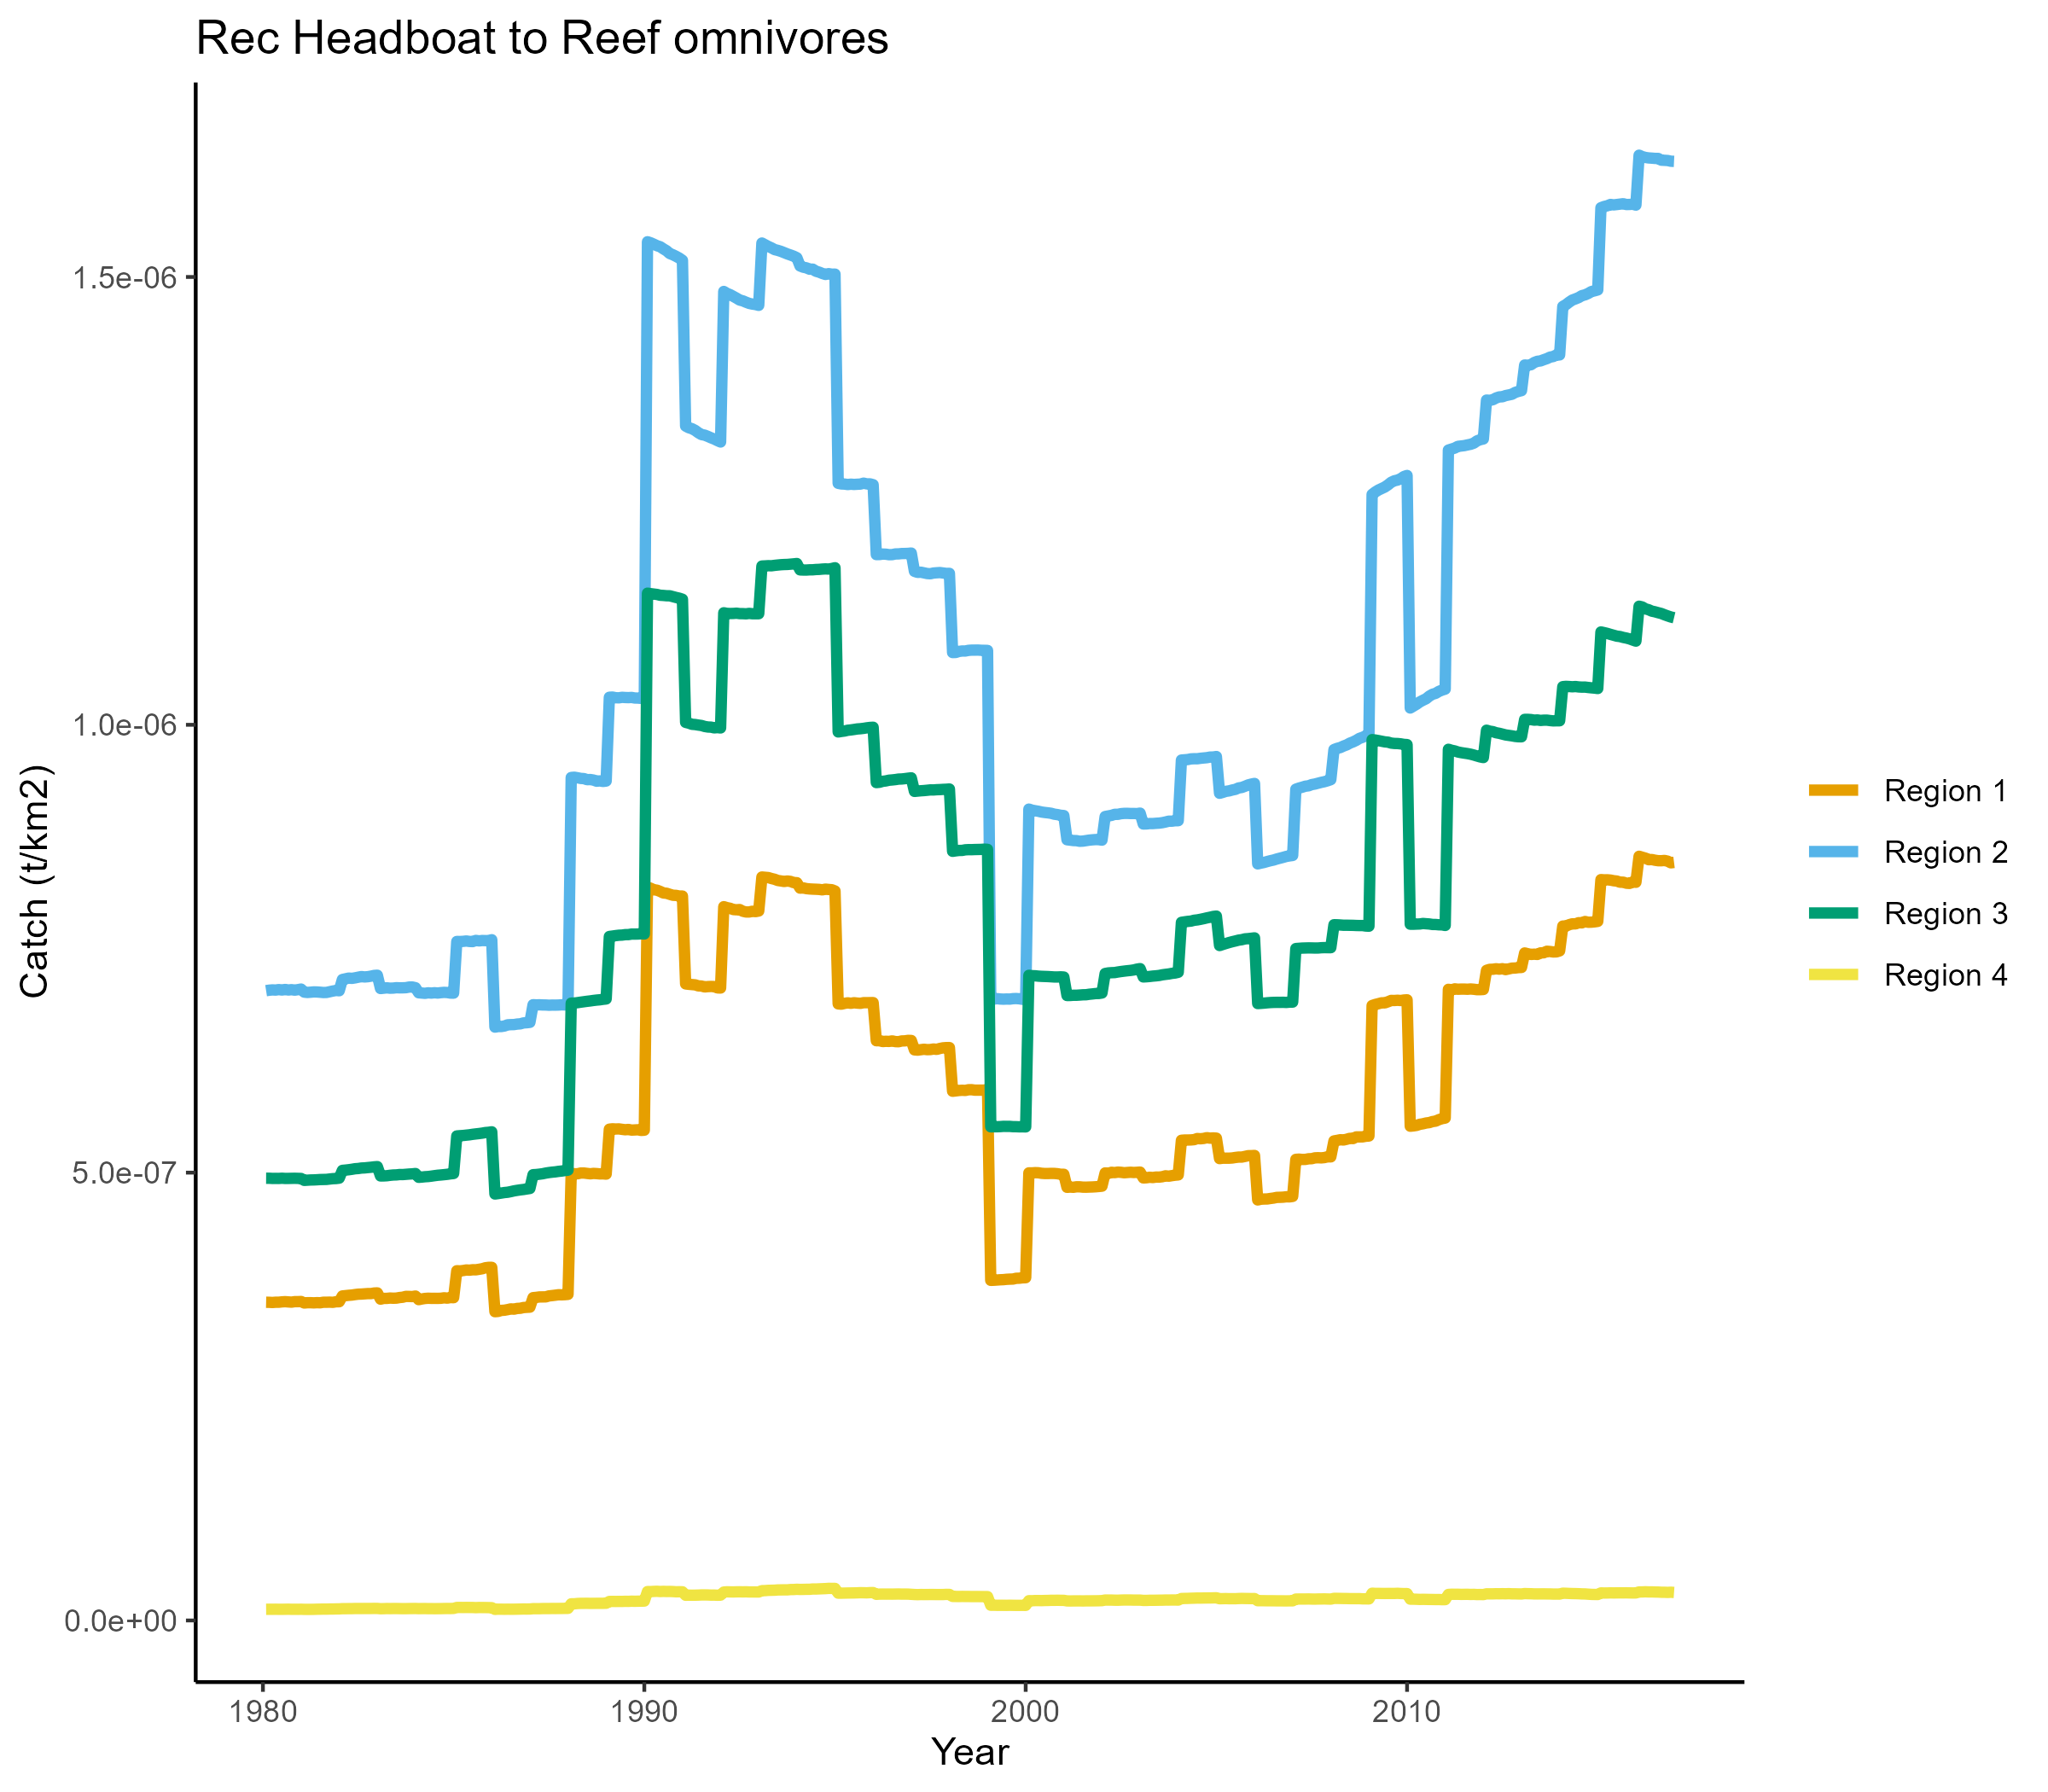 Rec Headboat to Reef omnivores
Catch (t/km2)
1.5e-06
1.0e-06
5.0e-07
0.0e+00
1980 1990 2000 2010
Year
Region 1
Region 2
Region 3
Region 4